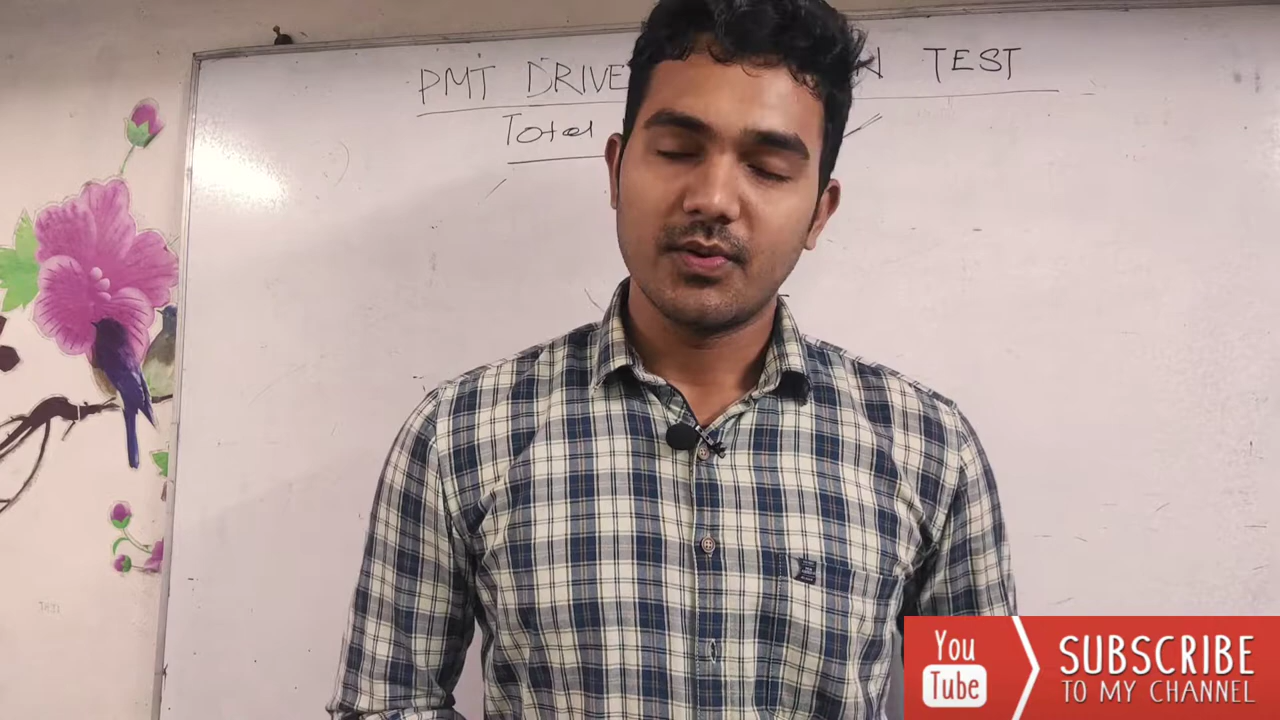 PMT DRIVE TEST
Total
You
Tube
SUBSCRIBE
TO MY CHANNEL